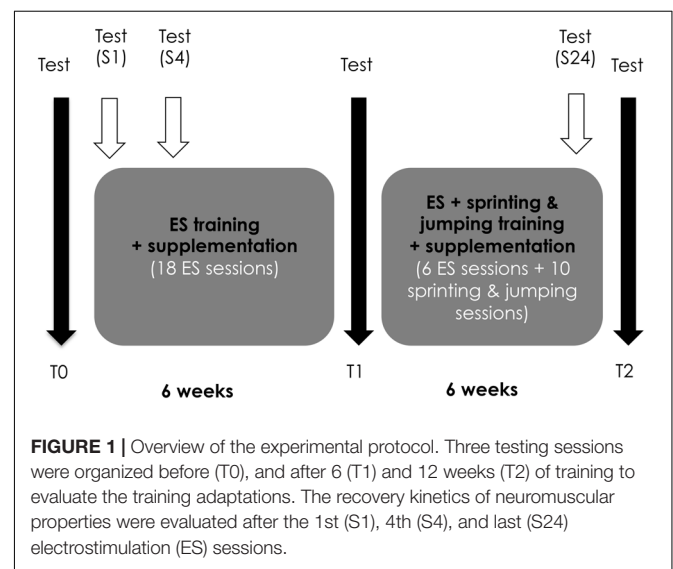 Test
Test
(S1)
Test
(S4)
Test
Test
(S24)
Test
ES training
+ supplementation
(18 ES sessions)
ES + sprinting &
jumping training
+ supplementation
(6 ES sessions + 10
sprinting & jumping
sessions)
T0
6 weeks
T1
6 weeks
T2
FIGURE 1 | Overview of the experimental protocol. Three testing sessions
were organized before (T0), and after 6 (T1) and 12 weeks (T2) of training to
evaluate the training adaptations. The recovery kinetics of neuromuscular
properties were evaluated after the 1st (S1), 4th (S4), and last (S24)
electrostimulation (ES) sessions.